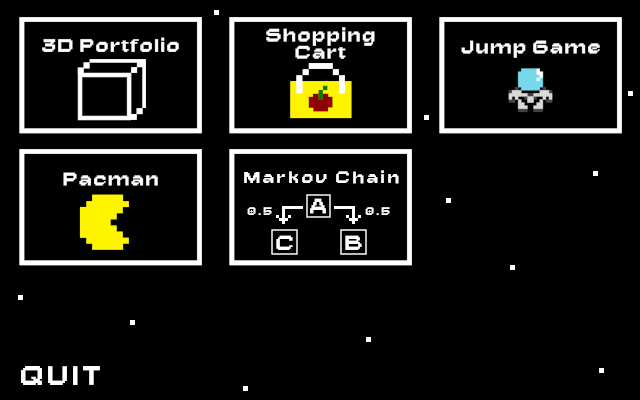 3D Portfolio
Shopping
Cart
Jump Game
Pacman
Markov Chain
0.5 A 0.5
C B
QUIT